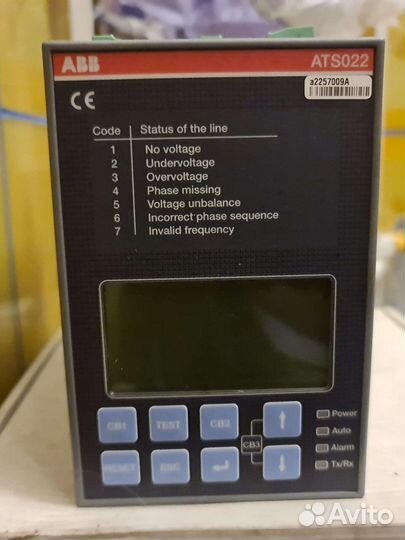 ABB ATS022
a2257009A
CE
Code Status of the line
1 No voltage
2 Undervoltage
3 Overvoltage
4 Phase missing
5 Voltage unbalance
6 Incorrect phase sequence
7 Invalid frequency
CB1 TEST CB2 ↑ Power
CB3 Auto
RESET ESC ↵ ↓ Alarm
Tx/Rx
Avito